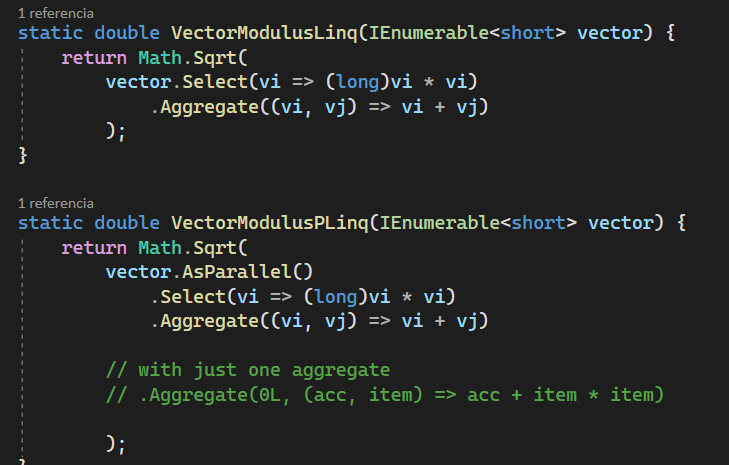 1 referencia
static double VectorModulusLinq(IEnumerable<short> vector) {
return Math.Sqrt(
vector.Select(vi => (long)vi * vi)
.Aggregate((vi, vj) => vi + vj)
);
}
1 referencia
static double VectorModulusPLinq(IEnumerable<short> vector) {
return Math.Sqrt(
vector.AsParallel()
.Select(vi => (long)vi * vi)
.Aggregate((vi, vj) => vi + vj)
// with just one aggregate
// .Aggregate(0L, (acc, item) => acc + item * item)
);
}